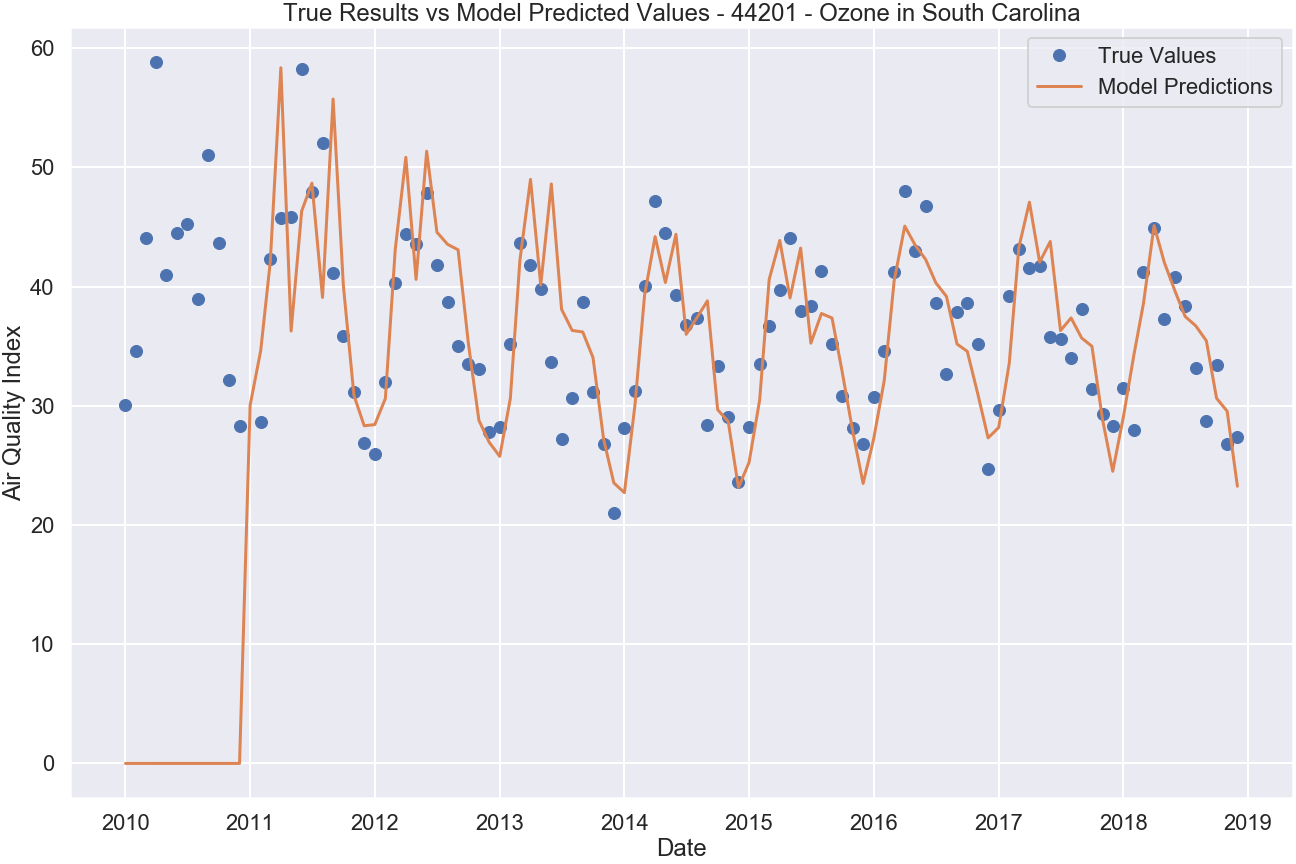 True Results vs Model Predicted Values - 44201 - Ozone in South Carolina
True Values
Model Predictions
Air Quality Index
60
50
40
30
20
10
0
2010 2011 2012 2013 2014 2015 2016 2017 2018 2019
Date